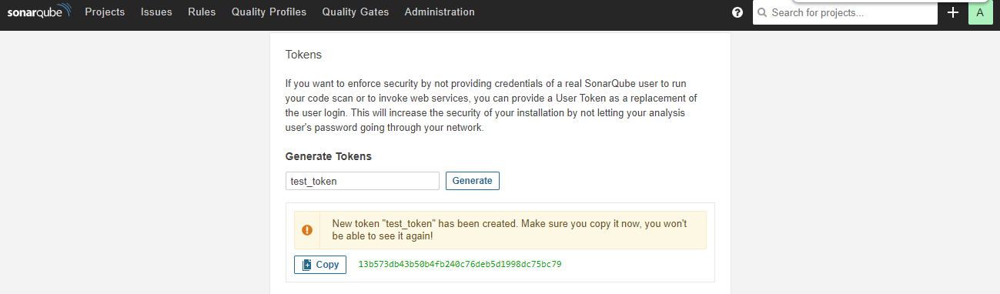 sonarqube Projects Issues Rules Quality Profiles Quality Gates Administration Search for projects... A
Tokens
If you want to enforce security by not providing credentials of a real SonarQube user to run
your code scan or to invoke web services, you can provide a User Token as a replacement of
the user login. This will increase the security of your installation by not letting your analysis
user's password going through your network.
Generate Tokens
test_token Generate
New token "test_token" has been created. Make sure you copy it now, you won't
be able to see it again!
Copy 13b573db43b50b4fb240c76deb5d1998dc75bc79